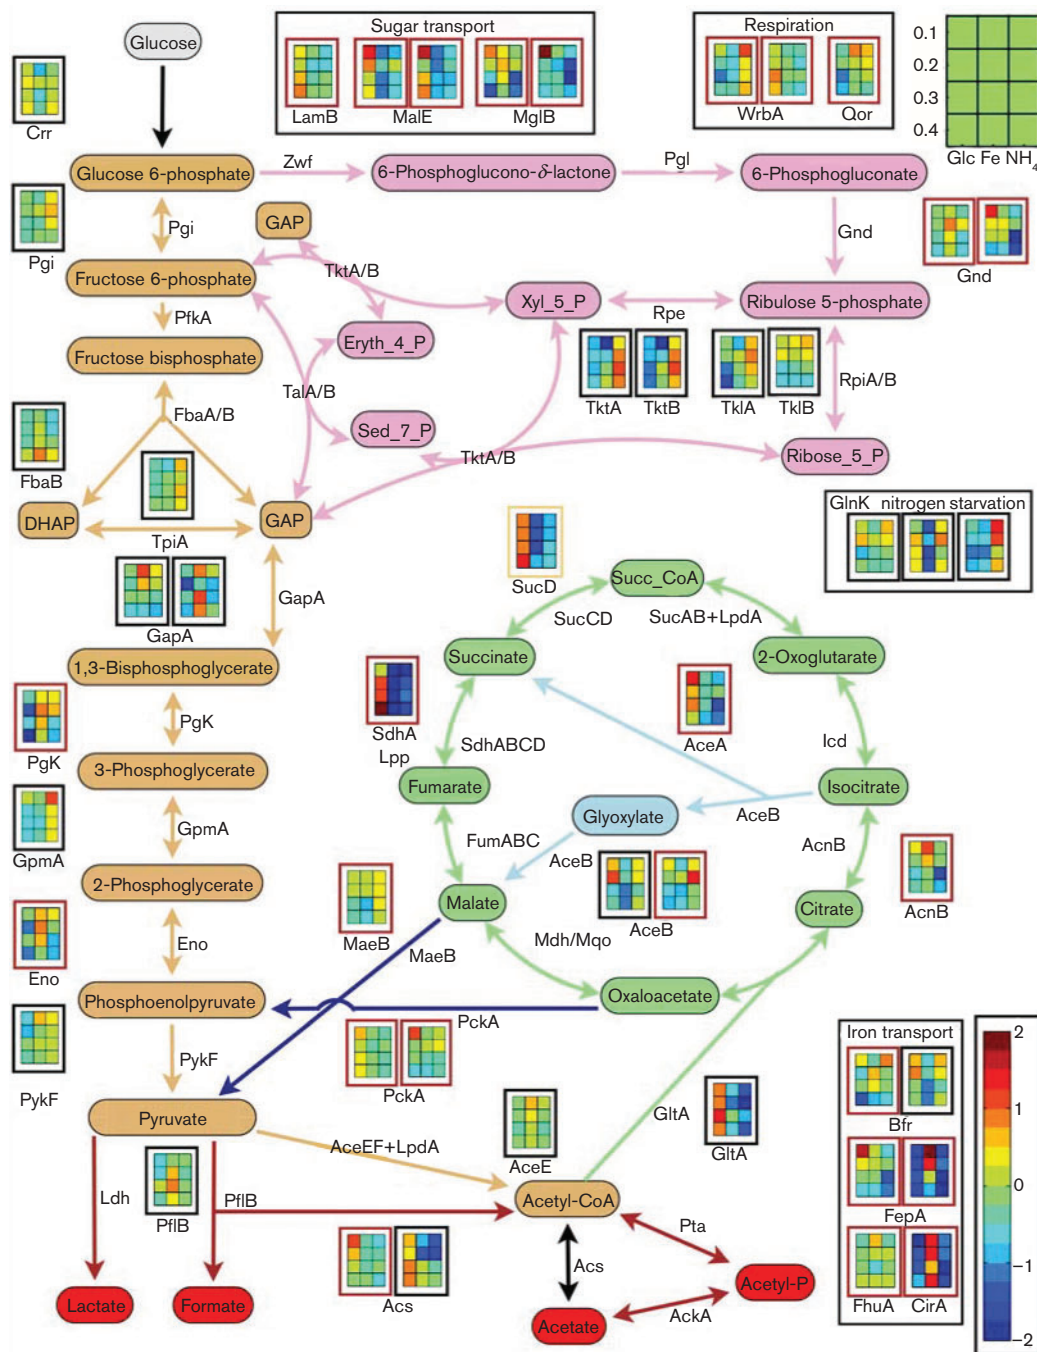 Glucose
Sugar transport
Respiration
0.1
0.2
0.3
0.4
Glc Fe NH4
Crr
LamB
MalE
MglB
WrbA
Qor
Zwf
Pgl
Glucose 6-phosphate
6-Phosphoglucono-δ-lactone
6-Phosphogluconate
Pgi
Pgi
GAP
Gnd
Gnd
Fructose 6-phosphate
TktA/B
Xyl_5_P
Rpe
Ribulose 5-phosphate
PfkA
Eryth_4_P
Fructose bisphosphate
TalA/B
RpiA/B
TktA
TktB
TklA
TklB
FbaA/B
FbaB
Sed_7_P
TktA/B
Ribose_5_P
DHAP
TpiA
GAP
GlnK nitrogen starvation
GapA
GapA
SucD
Succ_CoA
SucCD
SucAB+LpdA
1,3-Bisphosphoglycerate
Succinate
2-Oxoglutarate
PgK
PgK
SdhA
Lpp
SdhABCD
AceA
Icd
3-Phosphoglycerate
Fumarate
Isocitrate
Glyoxylate
AceB
GpmA
GpmA
FumABC
AceB
AcnB
2-Phosphoglycerate
Malate
Citrate
AcnB
MaeB
MaeB
AceB
Mdh/Mqo
Eno
Eno
Phosphoenolpyruvate
Oxaloacetate
PckA
PckA
Iron transport
2
1
0
−1
−2
PykF
PykF
Bfr
Pyruvate
AceEF+LpdA
AceE
GltA
GltA
FepA
Ldh
PflB
PflB
Acetyl-CoA
Pta
Acs
Acs
Lactate
Formate
Acetyl-P
Acetate
AckA
FhuA
CirA